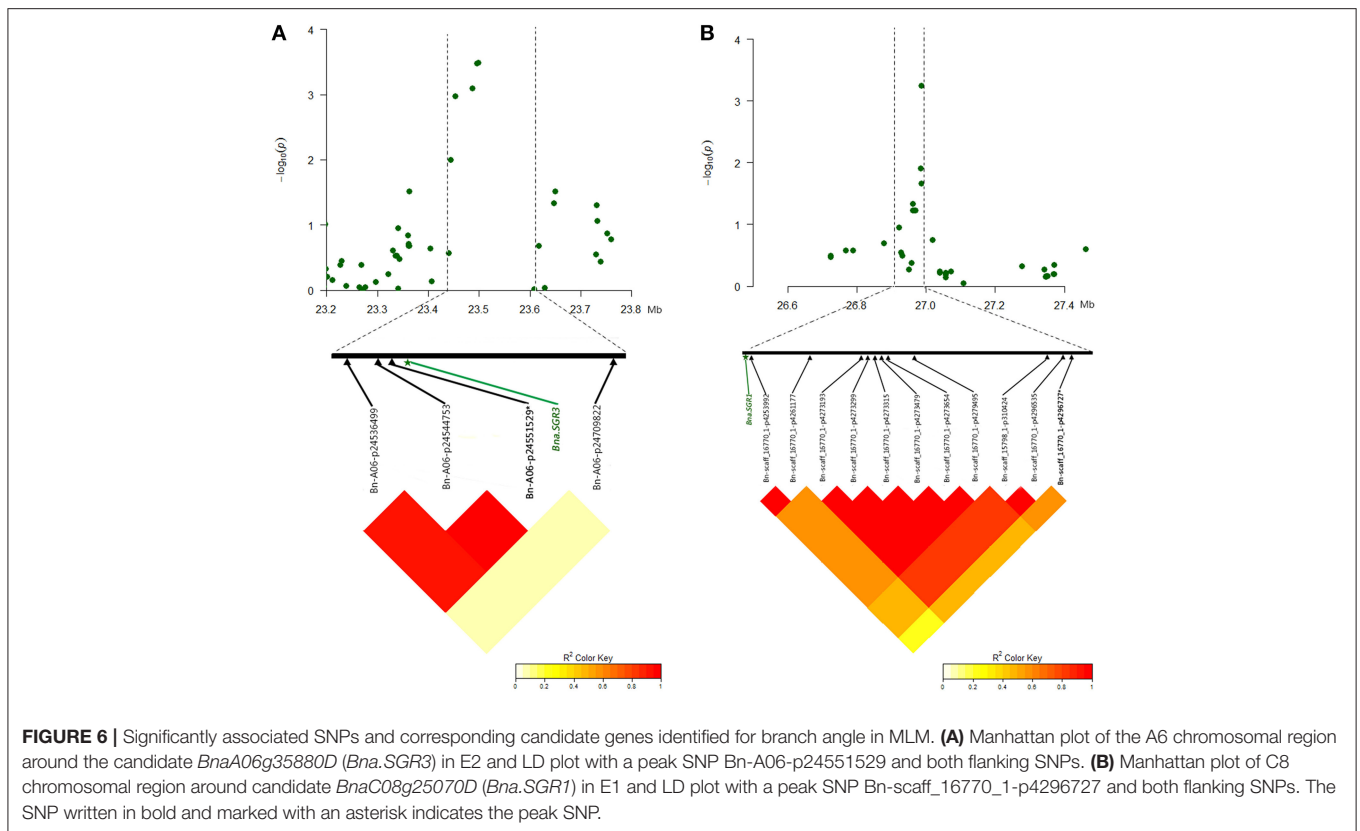 A
4
3
2
1
0
−log10(p)
23.2 23.3 23.4 23.5 23.6 23.7 23.8 Mb
Bn-A06-p24536499
Bn-A06-p24544753
Bn-A06-p24551529*
Bna.SGR3
Bn-A06-p24709822
R² Color Key
0 0.2 0.4 0.6 0.8 1
B
4
3
2
1
0
−log10(p)
26.6 26.8 27.0 27.2 27.4 Mb
Bna.SGR1
Bn-scaff_16770_1-p4253992
Bn-scaff_16770_1-p4261177
Bn-scaff_16770_1-p4273193
Bn-scaff_16770_1-p4273299
Bn-scaff_16770_1-p4273315
Bn-scaff_16770_1-p4273479
Bn-scaff_16770_1-p4273654
Bn-scaff_16770_1-p4279495
Bn-scaff_15798_1-p310424
Bn-scaff_16770_1-p4296535
Bn-scaff_16770_1-p4296727*
R² Color Key
0 0.2 0.4 0.6 0.8 1
FIGURE 6 | Significantly associated SNPs and corresponding candidate genes identified for branch angle in MLM. (A) Manhattan plot of the A6 chromosomal region
around the candidate BnaA06g35880D (Bna.SGR3) in E2 and LD plot with a peak SNP Bn-A06-p24551529 and both flanking SNPs. (B) Manhattan plot of C8
chromosomal region around candidate BnaC08g25070D (Bna.SGR1) in E1 and LD plot with a peak SNP Bn-scaff_16770_1-p4296727 and both flanking SNPs. The
SNP written in bold and marked with an asterisk indicates the peak SNP.